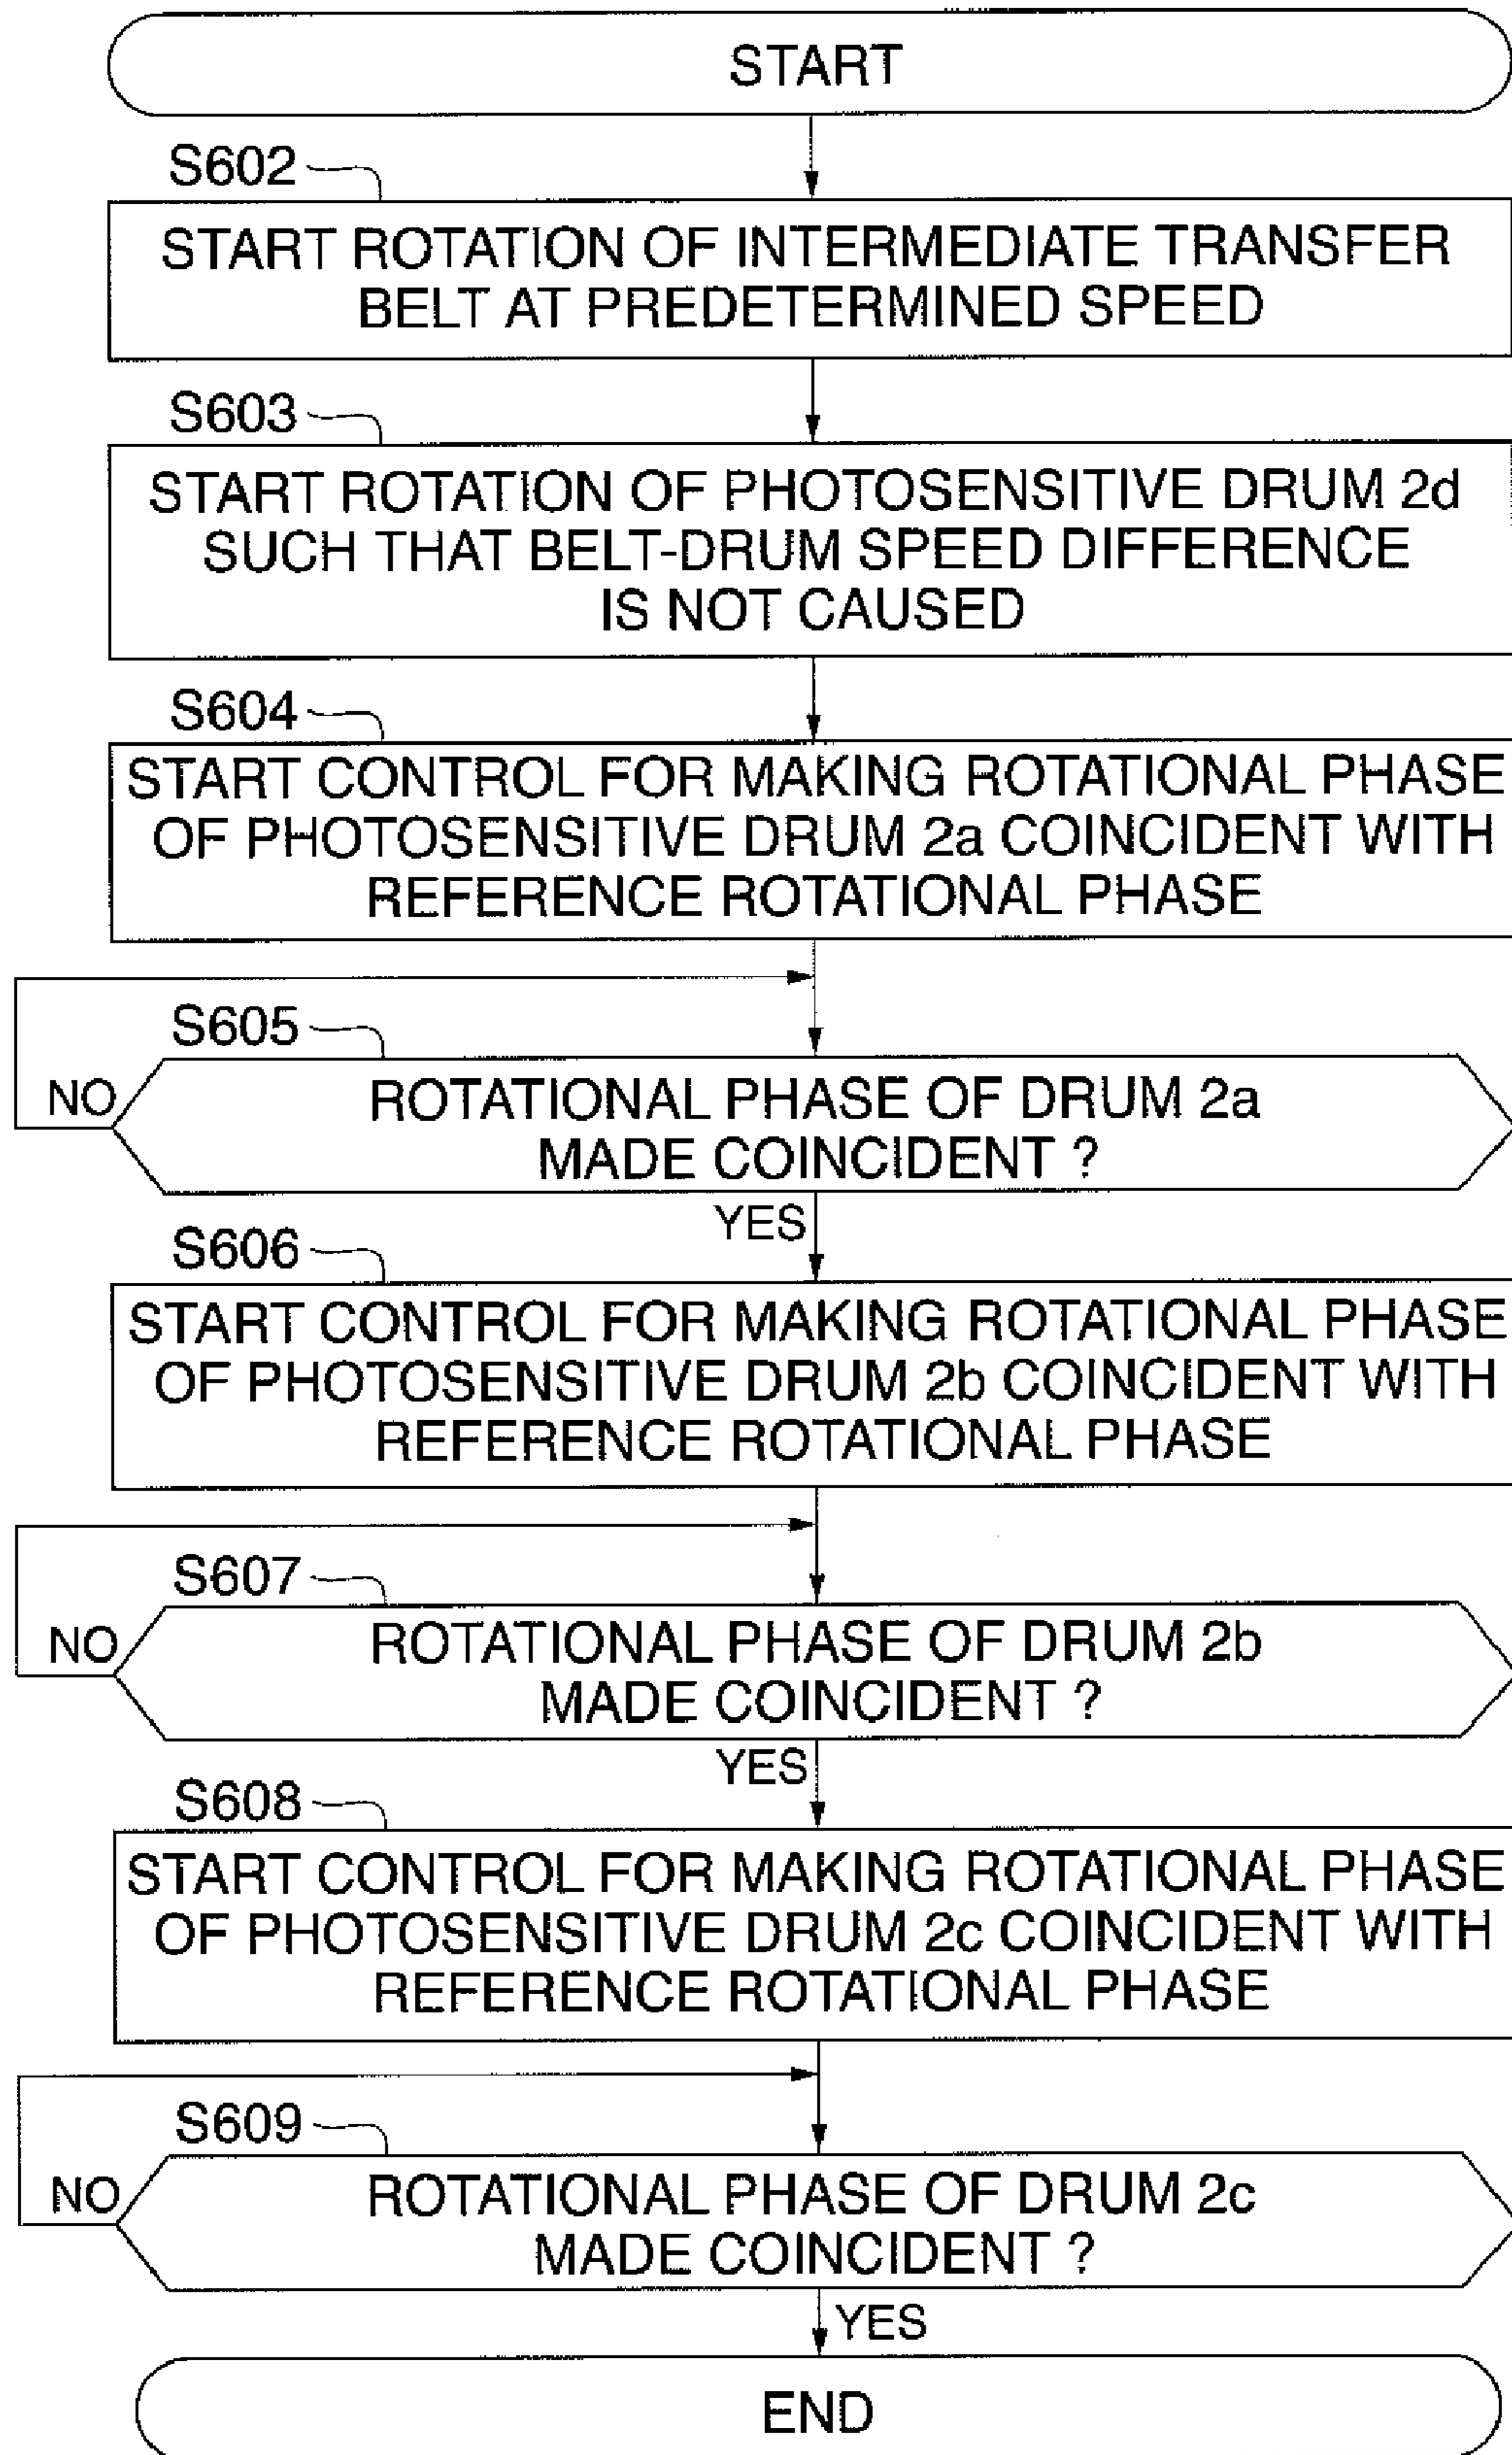 START
S602
START ROTATION OF INTERMEDIATE TRANSFER
BELT AT PREDETERMINED SPEED
S603
START ROTATION OF PHOTOSENSITIVE DRUM 2d
SUCH THAT BELT-DRUM SPEED DIFFERENCE
IS NOT CAUSED
S604
START CONTROL FOR MAKING ROTATIONAL PHASE
OF PHOTOSENSITIVE DRUM 2a COINCIDENT WITH
REFERENCE ROTATIONAL PHASE
S605
NO
ROTATIONAL PHASE OF DRUM 2a
MADE COINCIDENT ?
YES
S606
START CONTROL FOR MAKING ROTATIONAL PHASE
OF PHOTOSENSITIVE DRUM 2b COINCIDENT WITH
REFERENCE ROTATIONAL PHASE
S607
NO
ROTATIONAL PHASE OF DRUM 2b
MADE COINCIDENT ?
YES
S608
START CONTROL FOR MAKING ROTATIONAL PHASE
OF PHOTOSENSITIVE DRUM 2c COINCIDENT WITH
REFERENCE ROTATIONAL PHASE
S609
NO
ROTATIONAL PHASE OF DRUM 2c
MADE COINCIDENT ?
YES
END